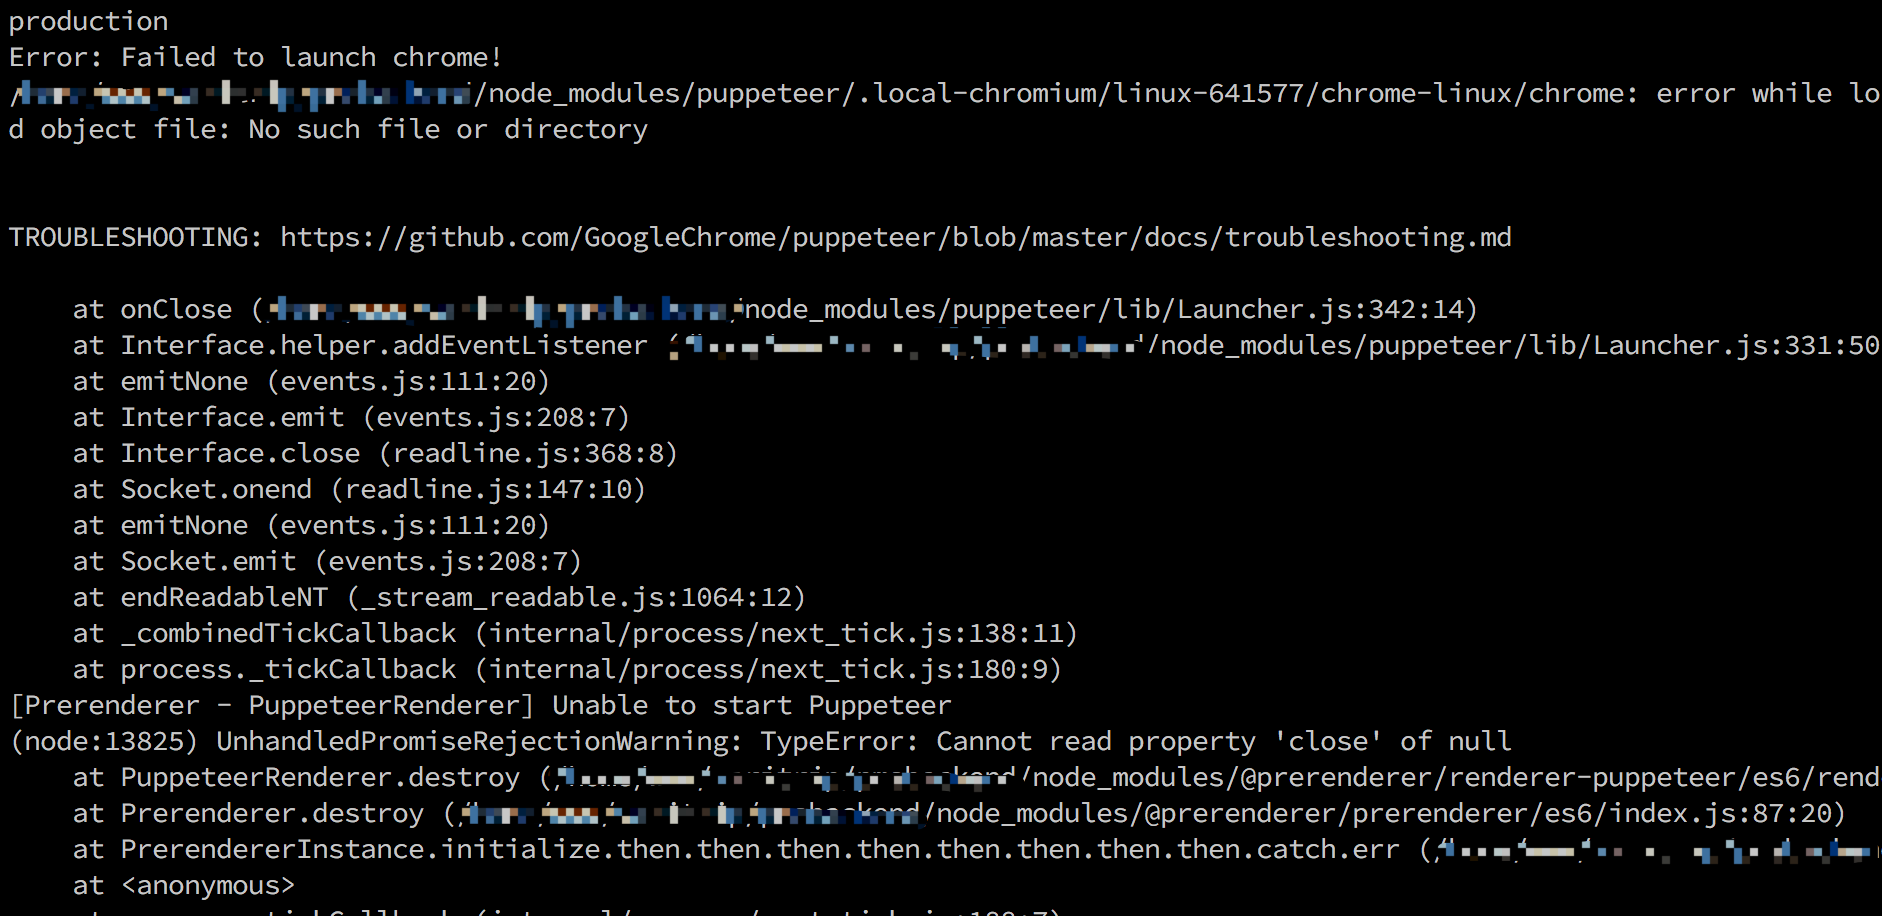 production
Error: Failed to launch chrome!
/node_modules/puppeteer/.local-chromium/linux-641577/chrome-linux/chrome: error while lo
d object file: No such file or directory
TROUBLESHOOTING: https://github.com/GoogleChrome/puppeteer/blob/master/docs/troubleshooting.md
at onClose (/node_modules/puppeteer/lib/Launcher.js:342:14)
at Interface.helper.addEventListener (/node_modules/puppeteer/lib/Launcher.js:331:50
at emitNone (events.js:111:20)
at Interface.emit (events.js:208:7)
at Interface.close (readline.js:368:8)
at Socket.onend (readline.js:147:10)
at emitNone (events.js:111:20)
at Socket.emit (events.js:208:7)
at endReadableNT (_stream_readable.js:1064:12)
at _combinedTickCallback (internal/process/next_tick.js:138:11)
at process._tickCallback (internal/process/next_tick.js:180:9)
[Prerenderer - PuppeteerRenderer] Unable to start Puppeteer
(node:13825) UnhandledPromiseRejectionWarning: TypeError: Cannot read property 'close' of null
at PuppeteerRenderer.destroy (/node_modules/@prerenderer/renderer-puppeteer/es6/rend
at Prerenderer.destroy (/node_modules/@prerenderer/prerenderer/es6/index.js:87:20)
at PrerendererInstance.initialize.then.then.then.then.then.then.then.then.catch.err (
at <anonymous>